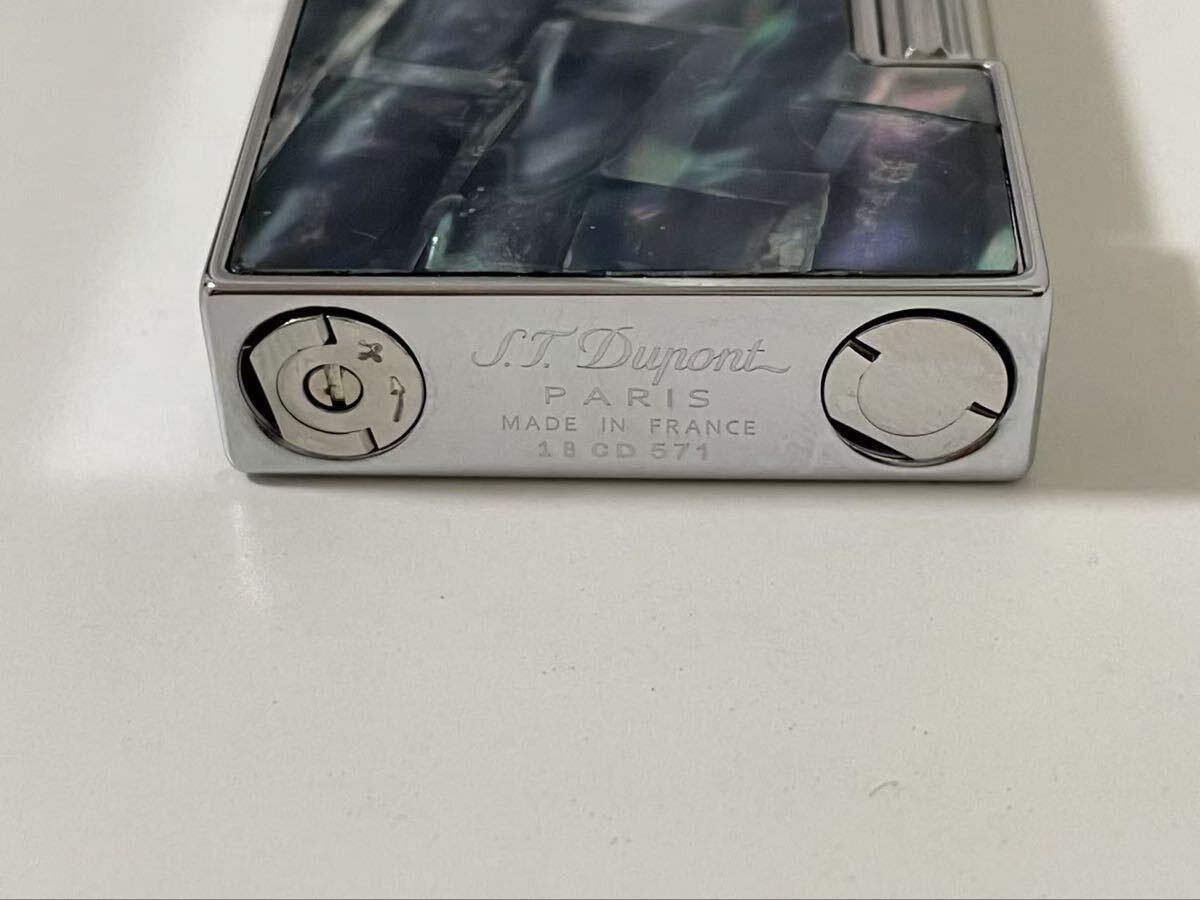 S.T. Dupont
PARIS
MADE IN FRANCE
18CD571